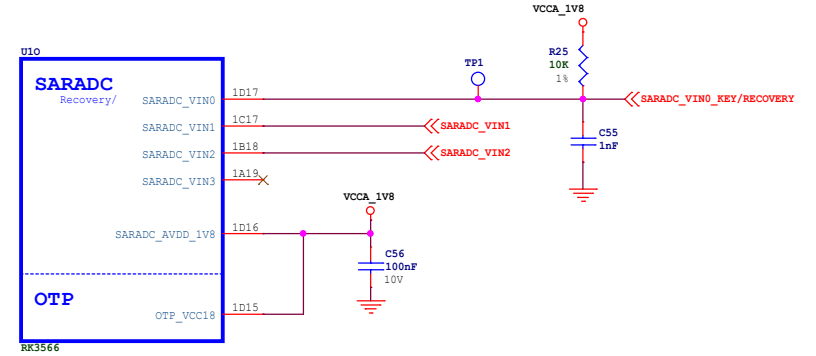 VCCA_1V8
U1O
R25
10K
1%
TP1
SARADC
Recovery/
SARADC_VIN0
1D17
SARADC_VIN0_KEY/RECOVERY
SARADC_VIN1
1C17
SARADC_VIN1
C55
1nF
SARADC_VIN2
1B18
SARADC_VIN2
SARADC_VIN3
1A19
VCCA_1V8
SARADC_AVDD_1V8
1D16
C56
100nF
10V
OTP
OTP_VCC18
1D15
RK3566